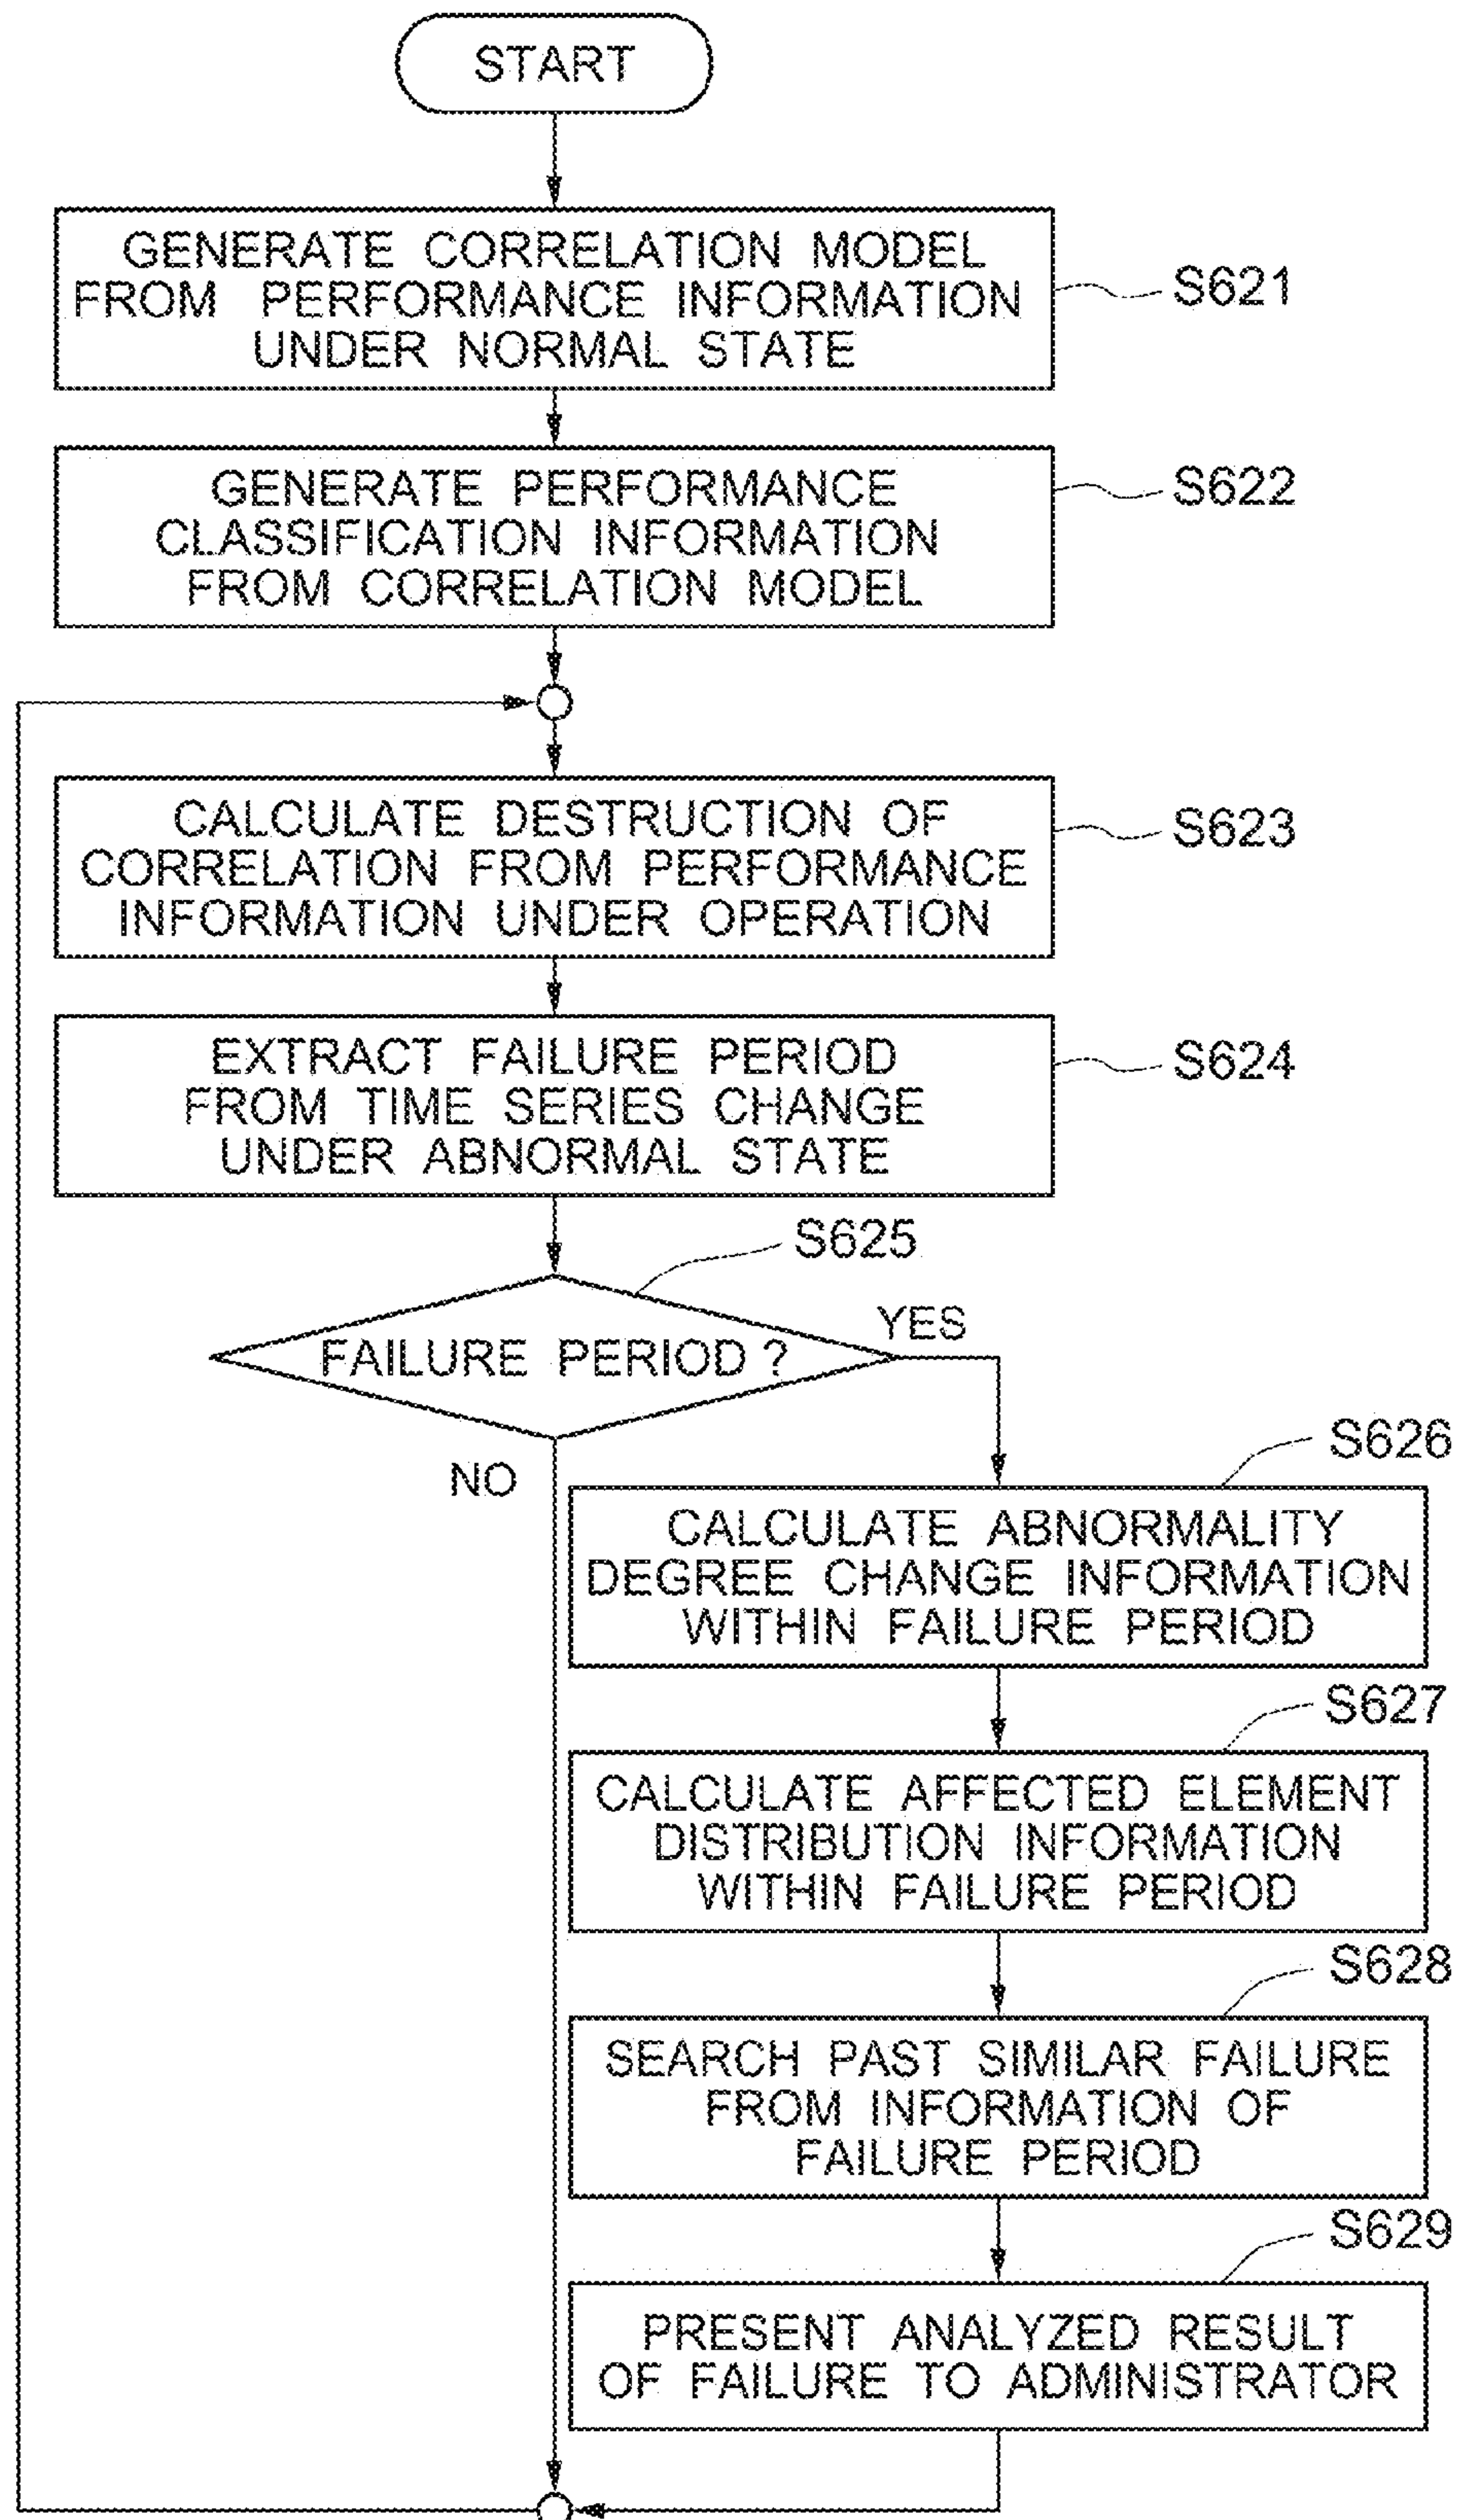 START
GENERATE CORRELATION MODEL
FROM PERFORMANCE INFORMATION
UNDER NORMAL STATE
S621
GENERATE PERFORMANCE
CLASSIFICATION INFORMATION
FROM CORRELATION MODEL
S622
CALCULATE DESTRUCTION OF
CORRELATION FROM PERFORMANCE
INFORMATION UNDER OPERATION
S623
EXTRACT FAILURE PERIOD
FROM TIME SERIES CHANGE
UNDER ABNORMAL STATE
S624
S625
FAILURE PERIOD ?
YES
NO
S626
CALCULATE ABNORMALITY
DEGREE CHANGE INFORMATION
WITHIN FAILURE PERIOD
S627
CALCULATE AFFECTED ELEMENT
DISTRIBUTION INFORMATION
WITHIN FAILURE PERIOD
S628
SEARCH PAST SIMILAR FAILURE
FROM INFORMATION OF
FAILURE PERIOD
S629
PRESENT ANALYZED RESULT
OF FAILURE TO ADMINISTRATOR